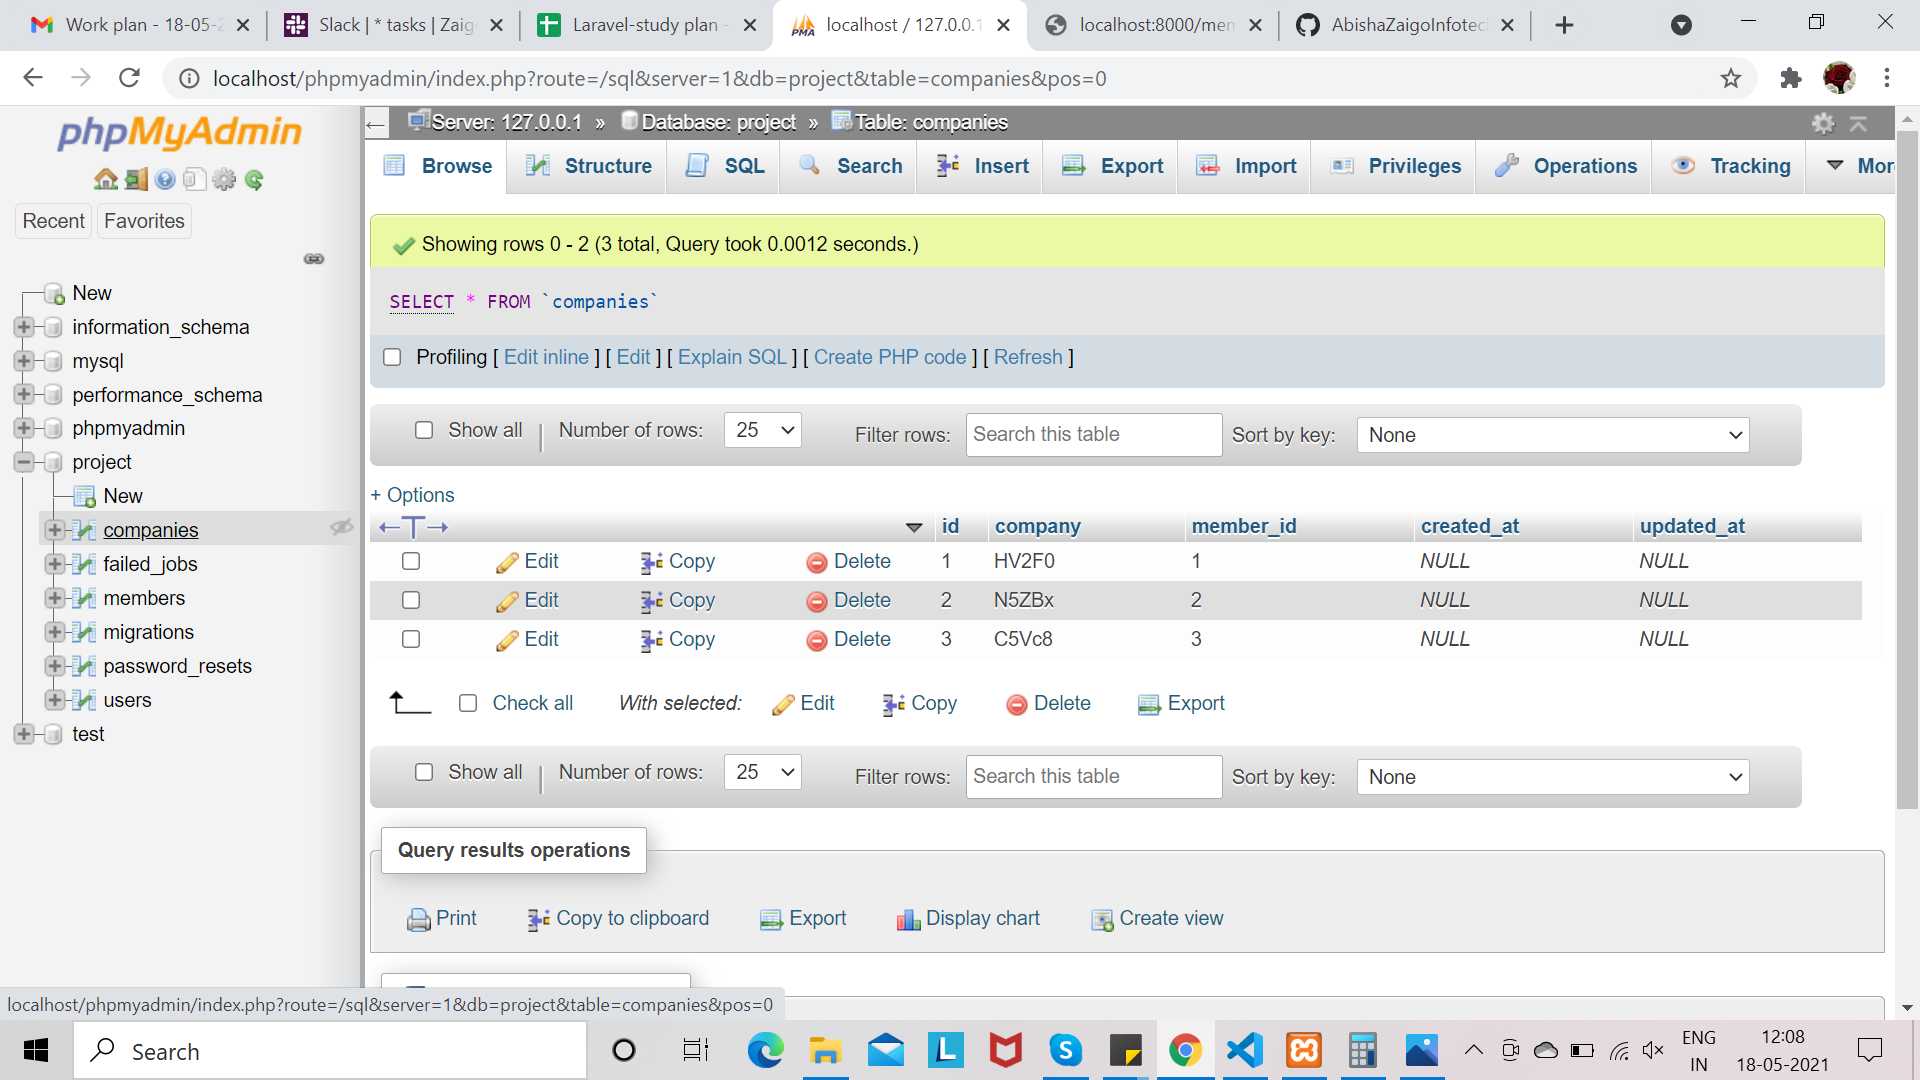 Work plan - 18-05-2
Slack | * tasks | Zaig
Laravel-study plan -
localhost / 127.0.0.1
localhost:8000/mem
AbishaZaigoInfotec
localhost/phpmyadmin/index.php?route=/sql&server=1&db=project&table=companies&pos=0
phpMyAdmin
Recent Favorites
New
information_schema
mysql
performance_schema
phpmyadmin
project
New
companies
failed_jobs
members
migrations
password_resets
users
test
Server: 127.0.0.1 » Database: project » Table: companies
Browse Structure SQL Search Insert Export Import Privileges Operations Tracking More
Showing rows 0 - 2 (3 total, Query took 0.0012 seconds.)
SELECT * FROM `companies`
Profiling [ Edit inline ] [ Edit ] [ Explain SQL ] [ Create PHP code ] [ Refresh ]
Show all Number of rows: 25 Filter rows: Search this table Sort by key: None
+ Options
←T→ id company member_id created_at updated_at
Edit Copy Delete 1 HV2F0 1 NULL NULL
Edit Copy Delete 2 N5ZBx 2 NULL NULL
Edit Copy Delete 3 C5Vc8 3 NULL NULL
Check all With selected: Edit Copy Delete Export
Show all Number of rows: 25 Filter rows: Search this table Sort by key: None
Query results operations
Print Copy to clipboard Export Display chart Create view
localhost/phpmyadmin/index.php?route=/sql&server=1&db=project&table=companies&pos=0
Search
ENG
IN
12:08
18-05-2021